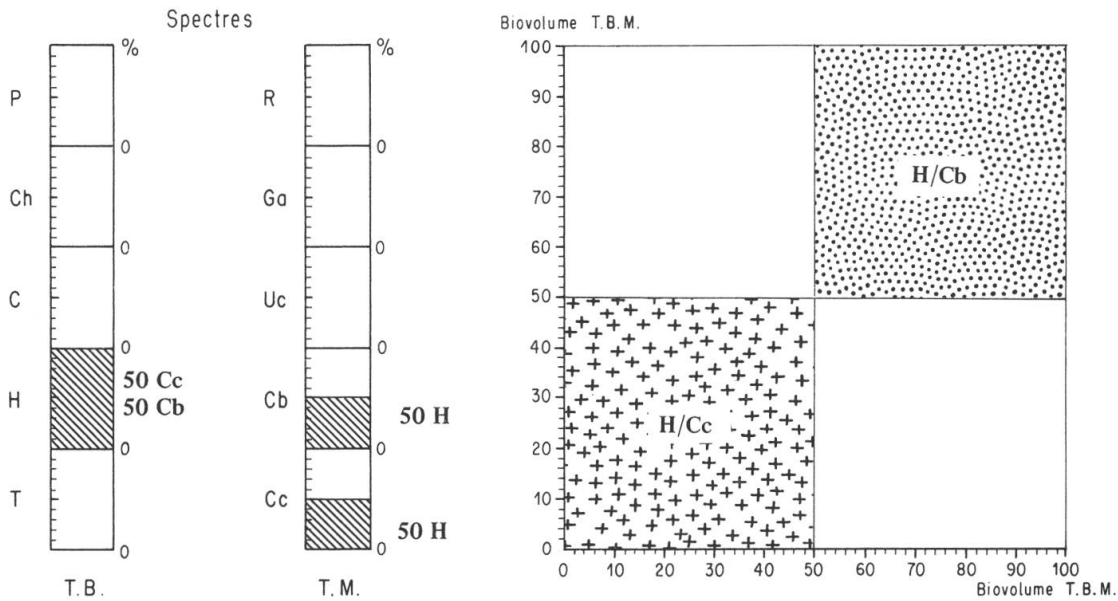 Spectres
%
P
0
Ch
0
C
0
H
50 Cc
50 Cb
0
T
0
T.B.
%
R
0
Ga
0
Uc
0
Cb
50 H
0
Cc
50 H
0
T.M.
Biovolume T.B.M.
100
90
80
70
60
50
40
30
20
10
0
H/Cb
H/Cc
0 10 20 30 40 50 60 70 80 90 100
Biovolume T.B.M.